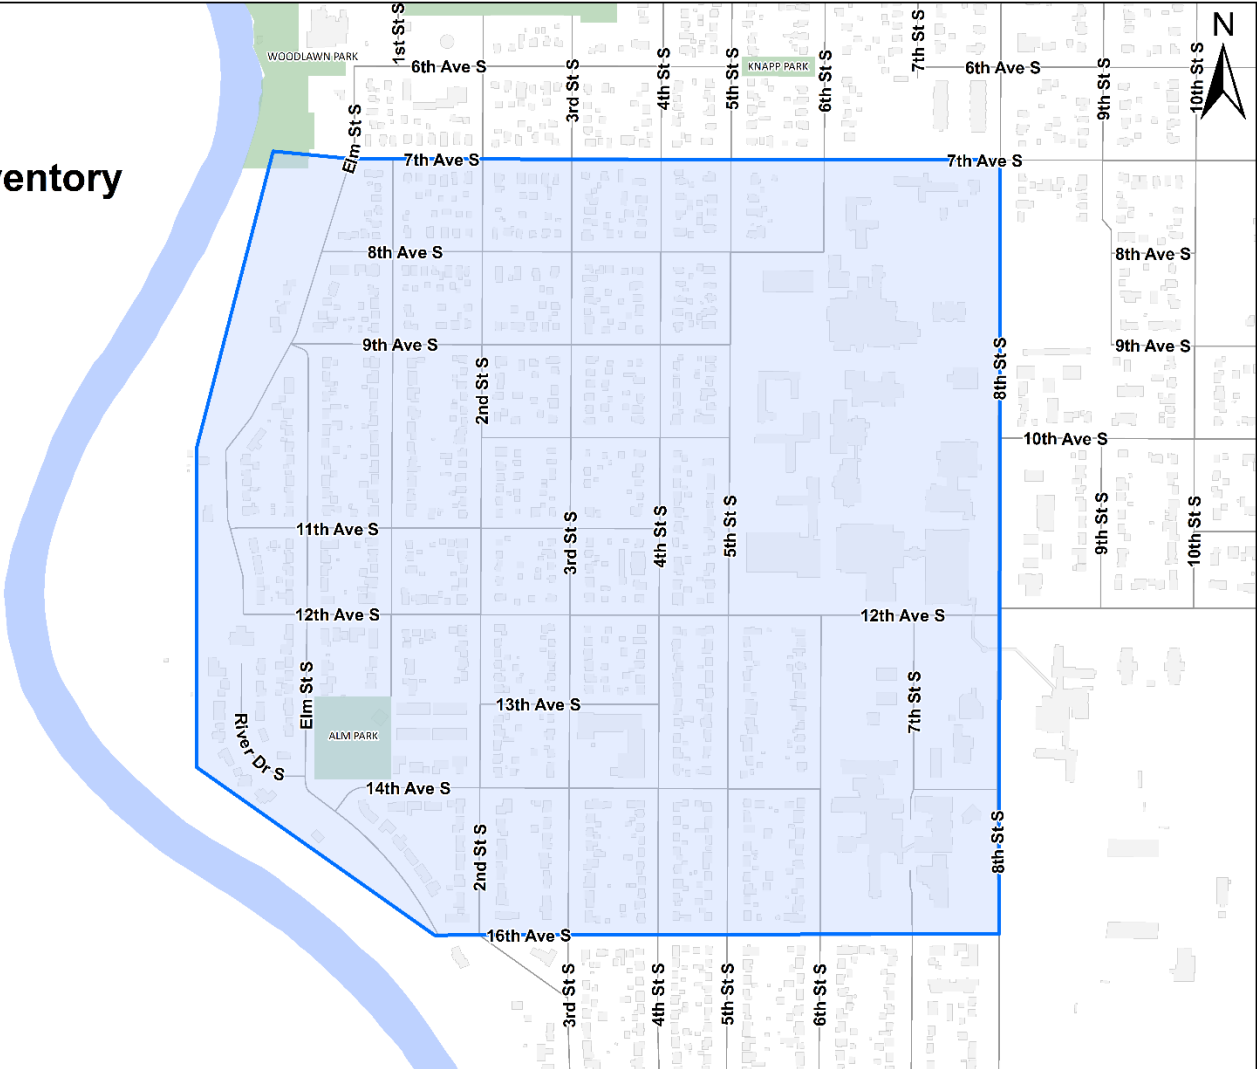 N
1st St S
7th St S
WOODLAWN PARK
6th Ave S
3rd St S
4th St S
5th St S
KNAPP PARK
6th St S
6th Ave S
9th St S
10th St S
Elm St S
7th Ave S
7th Ave S
ventory
8th Ave S
8th Ave S
9th Ave S
9th Ave S
2nd St S
8th St S
10th Ave S
11th Ave S
3rd St S
4th St S
5th St S
9th St S
10th St S
12th Ave S
12th Ave S
Elm St S
13th Ave S
7th St S
River Dr S
ALM PARK
14th Ave S
2nd St S
8th St S
16th Ave S
3rd St S
4th St S
5th St S
6th St S